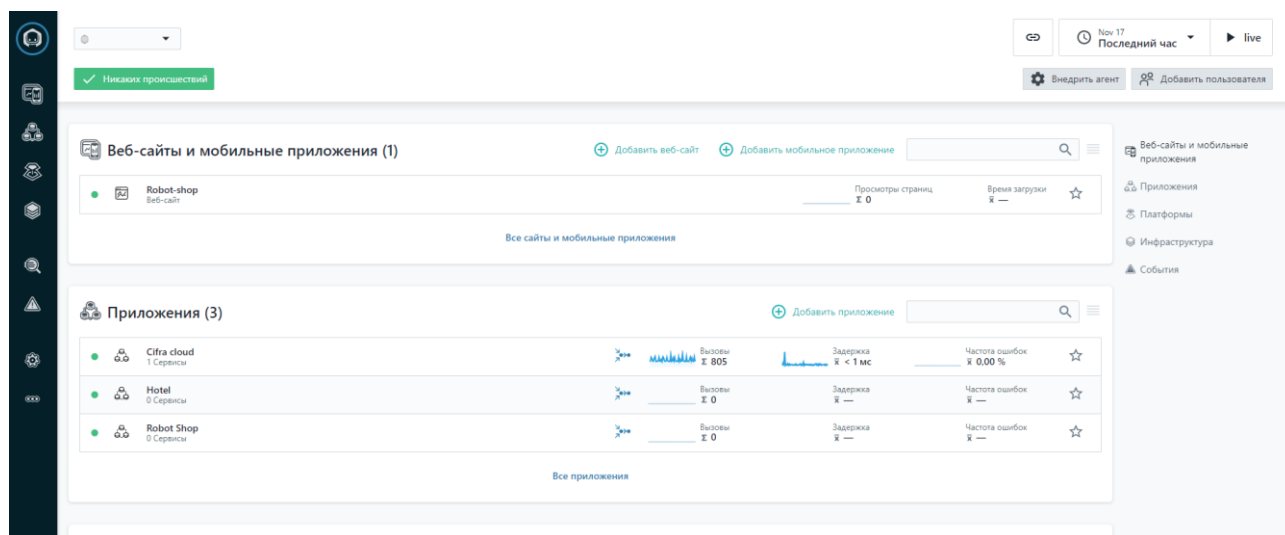 Nov 17
Последний час
live
Никаких происшествий
Внедрить агент
Добавить пользователя
Веб-сайты и мобильные приложения (1)
Добавить веб-сайт
Добавить мобильное приложение
Robot-shop
Веб-сайт
Просмотры страниц
Σ 0
Время загрузки
x̄ —
Все сайты и мобильные приложения
Приложения (3)
Добавить приложение
Cifra cloud
1 Сервисы
Вызовы
Σ 805
Задержка
x̄ < 1 мс
Частота ошибок
x̄ 0,00 %
Hotel
0 Сервисы
Вызовы
Σ 0
Задержка
x̄ —
Частота ошибок
x̄ —
Robot Shop
0 Сервисы
Вызовы
Σ 0
Задержка
x̄ —
Частота ошибок
x̄ —
Все приложения
Веб-сайты и мобильные
приложения
Приложения
Платформы
Инфраструктура
События